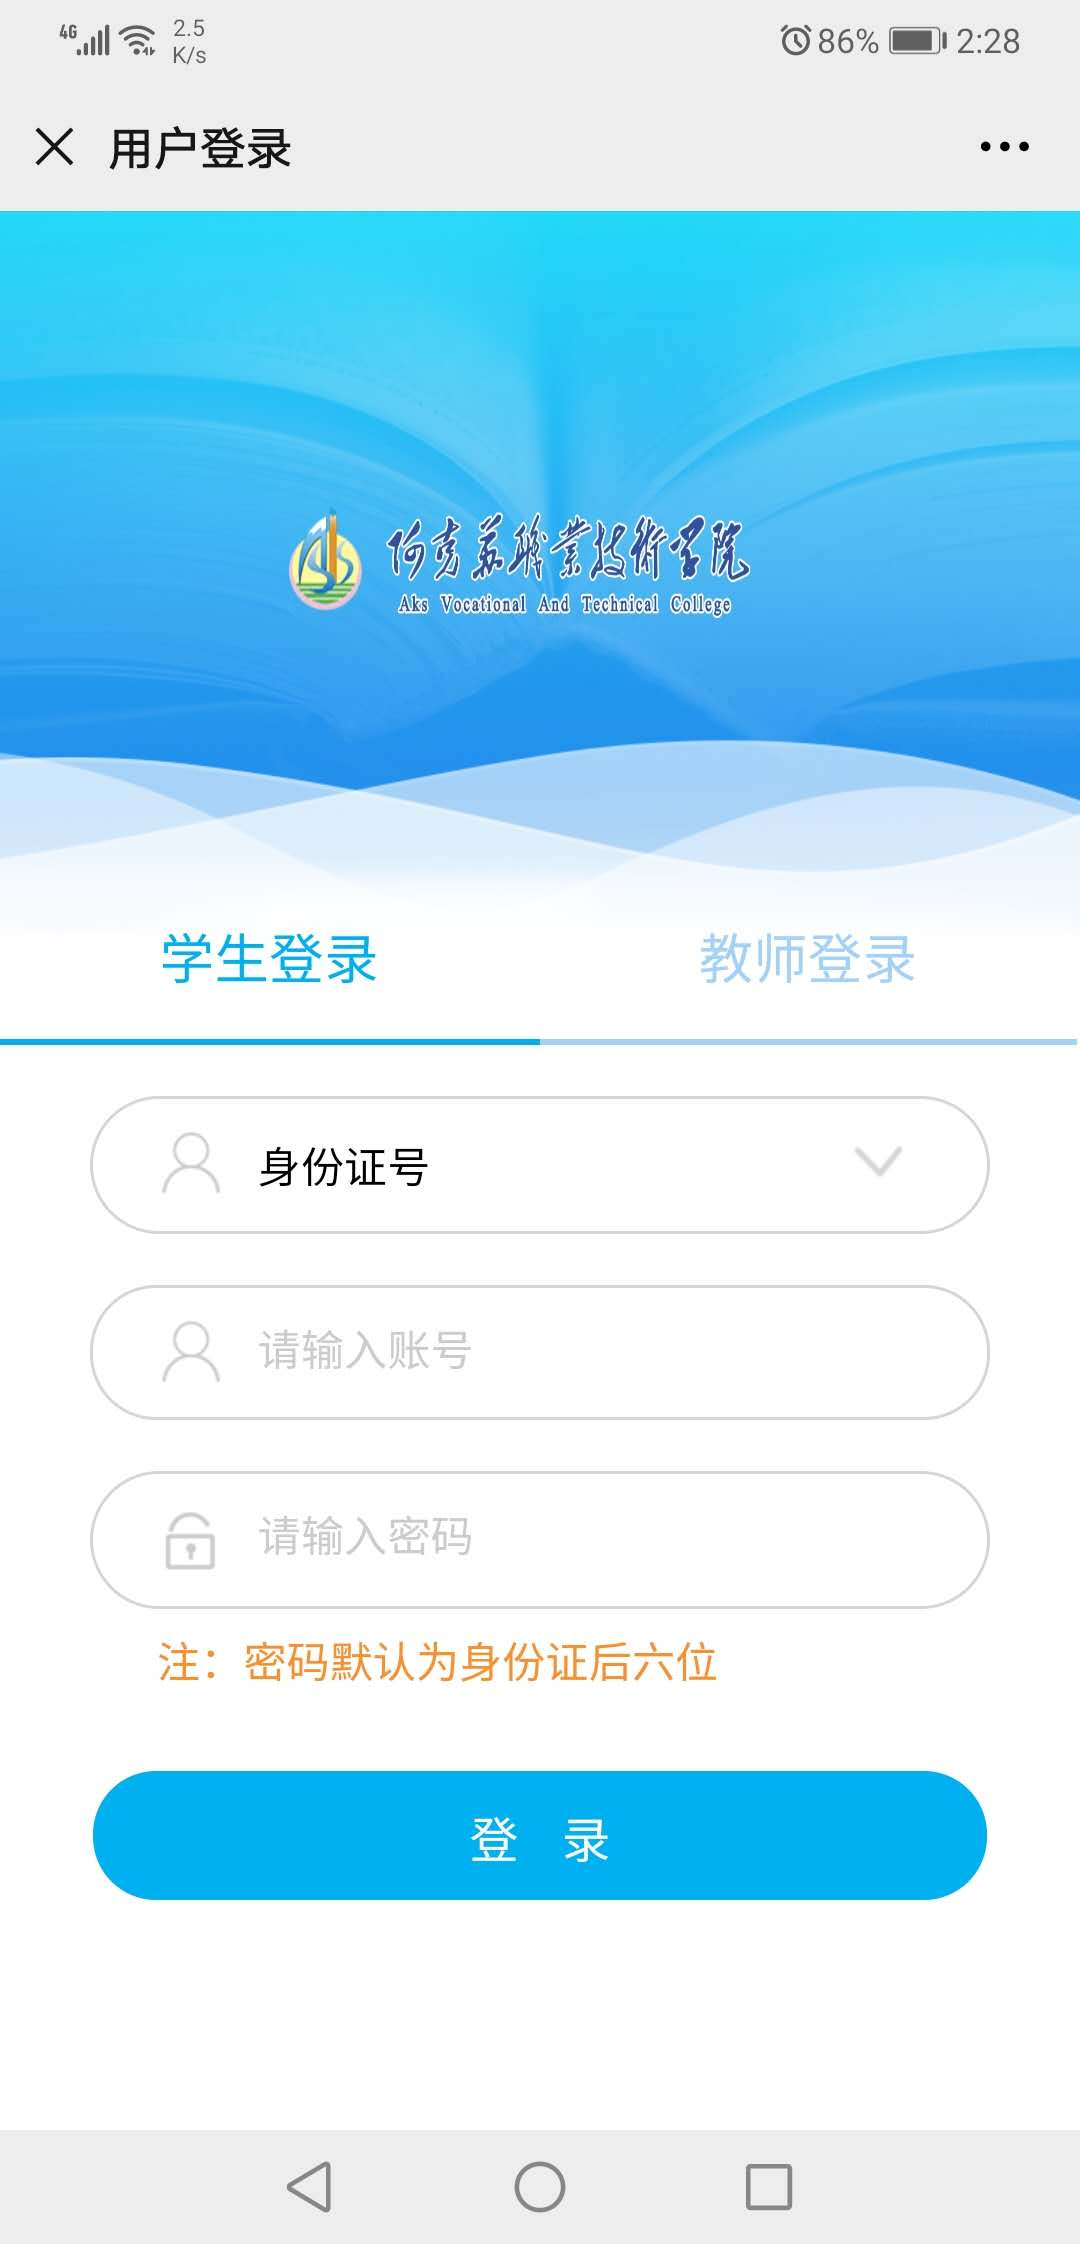 4G 2.5 K/s 86% 2:28
用户登录
阿克苏職業技術学院
Aks Vocational And Technical College
学生登录 教师登录
身份证号
请输入账号
请输入密码
注：密码默认为身份证后六位
登 录